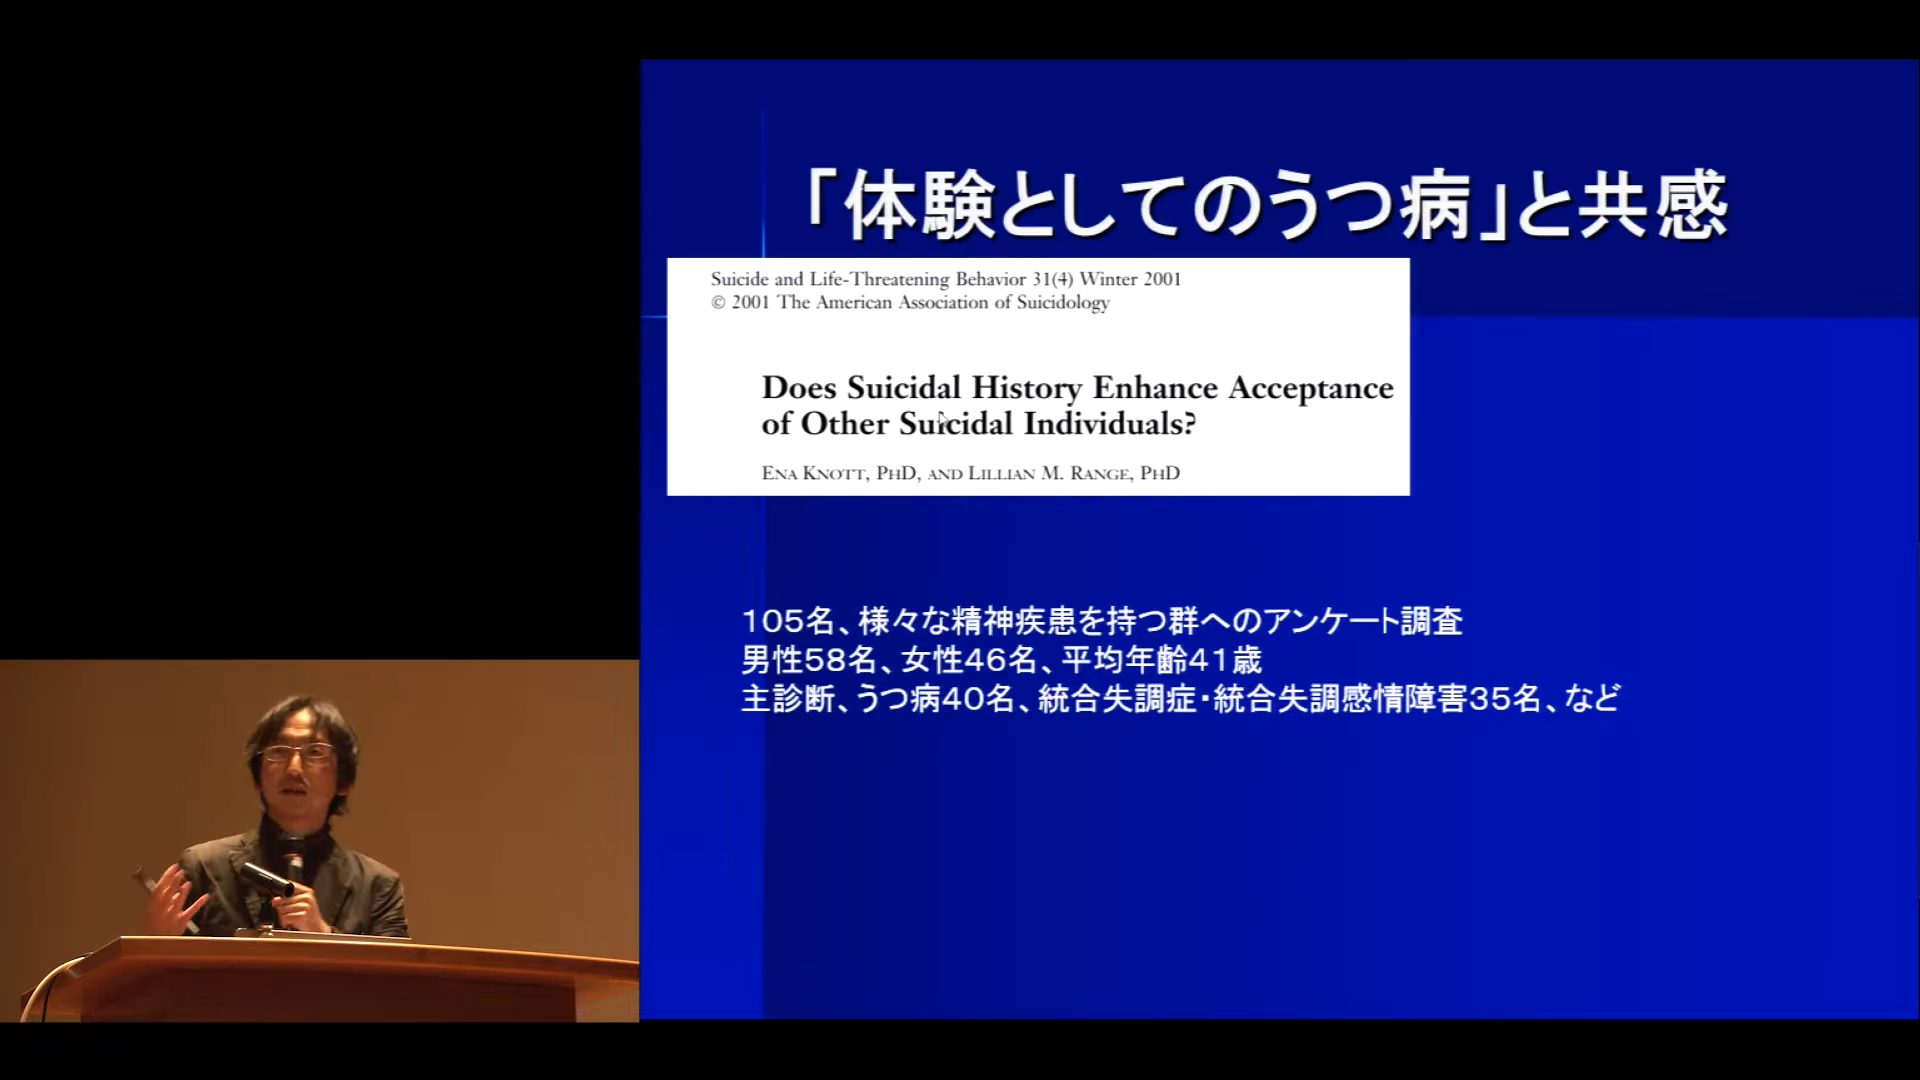 「体験としてのうつ病」と共感
Suicide and Life-Threatening Behavior 31(4) Winter 2001
© 2001 The American Association of Suicidology
Does Suicidal History Enhance Acceptance
of Other Suicidal Individuals?
ENA KNOTT, PHD, AND LILLIAN M. RANGE, PHD
105名、様々な精神疾患を持つ群へのアンケート調査
男性58名、女性46名、平均年齢41歳
主診断、うつ病40名、統合失調症・統合失調感情障害35名、など